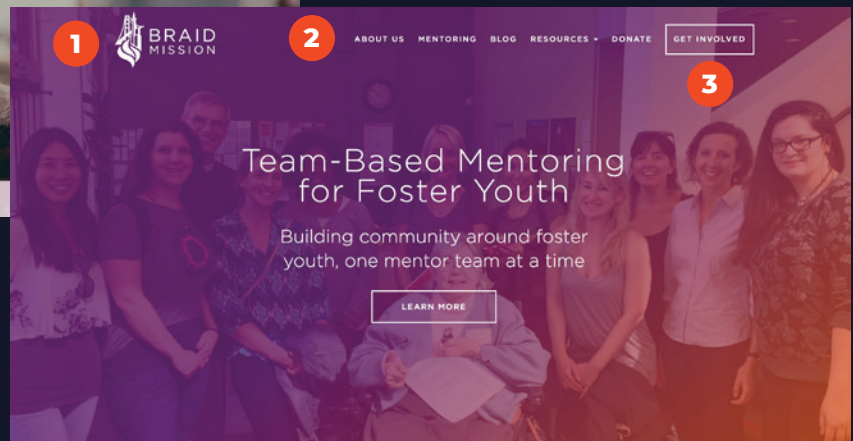 1
BRAID
MISSION
2
ABOUT US MENTORING BLOG RESOURCES DONATE GET INVOLVED
3
Team-Based Mentoring
for Foster Youth
Building community around foster
youth, one mentor team at a time
LEARN MORE